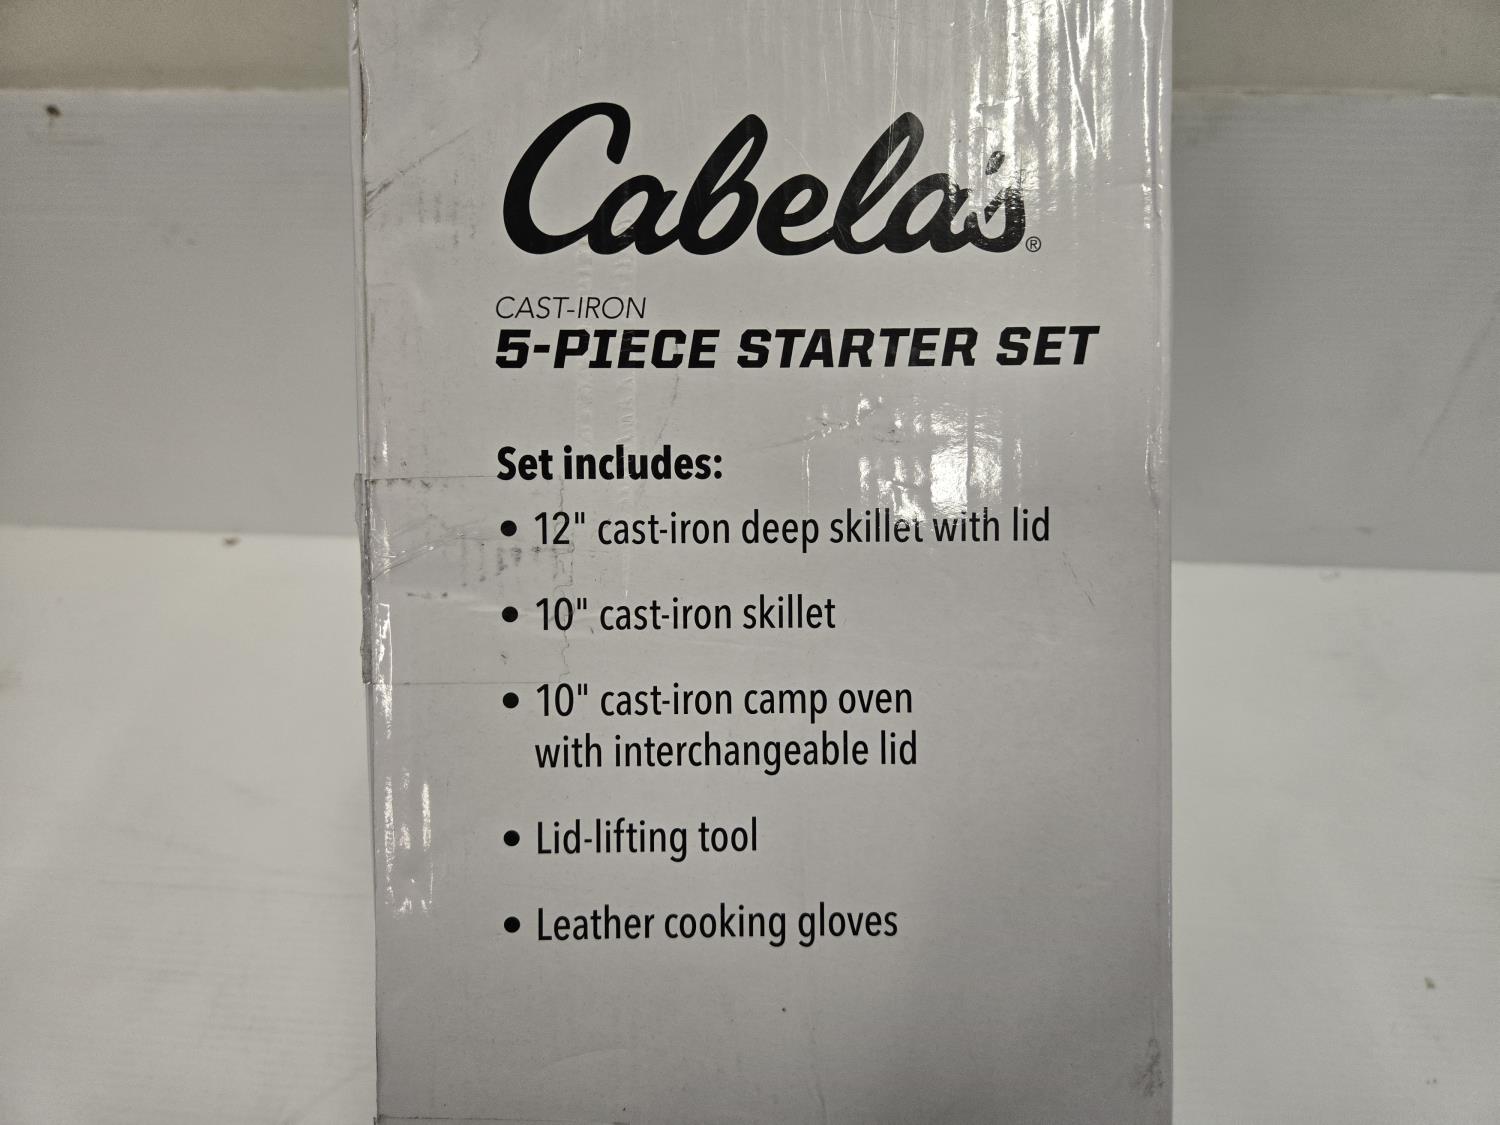 Cabela's®
CAST-IRON
5-PIECE STARTER SET
Set includes:
• 12" cast-iron deep skillet with lid
• 10" cast-iron skillet
• 10" cast-iron camp oven
with interchangeable lid
• Lid-lifting tool
• Leather cooking gloves